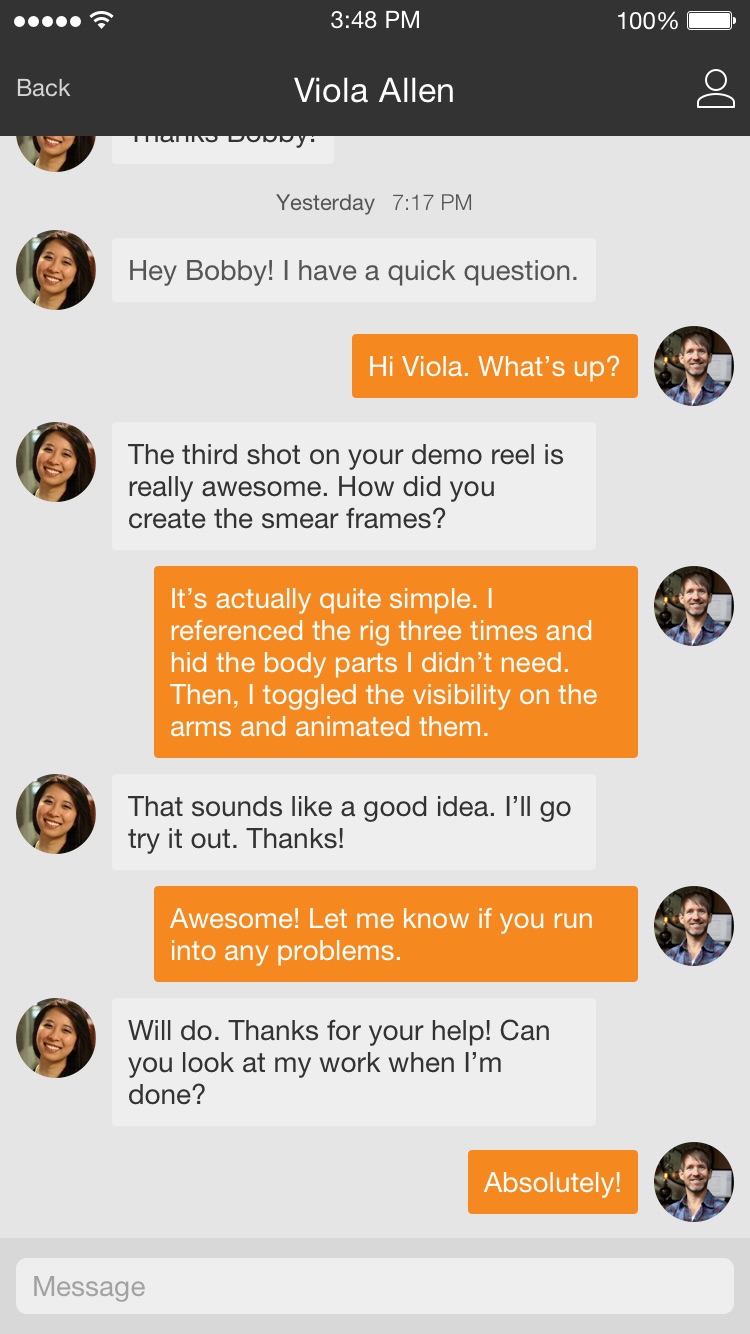 3:48 PM 100%
Back Viola Allen
Thanks Bobby!
Yesterday 7:17 PM
Hey Bobby! I have a quick question.
Hi Viola. What’s up?
The third shot on your demo reel is
really awesome. How did you
create the smear frames?
It’s actually quite simple. I
referenced the rig three times and
hid the body parts I didn’t need.
Then, I toggled the visibility on the
arms and animated them.
That sounds like a good idea. I’ll go
try it out. Thanks!
Awesome! Let me know if you run
into any problems.
Will do. Thanks for your help! Can
you look at my work when I’m
done?
Absolutely!
Message